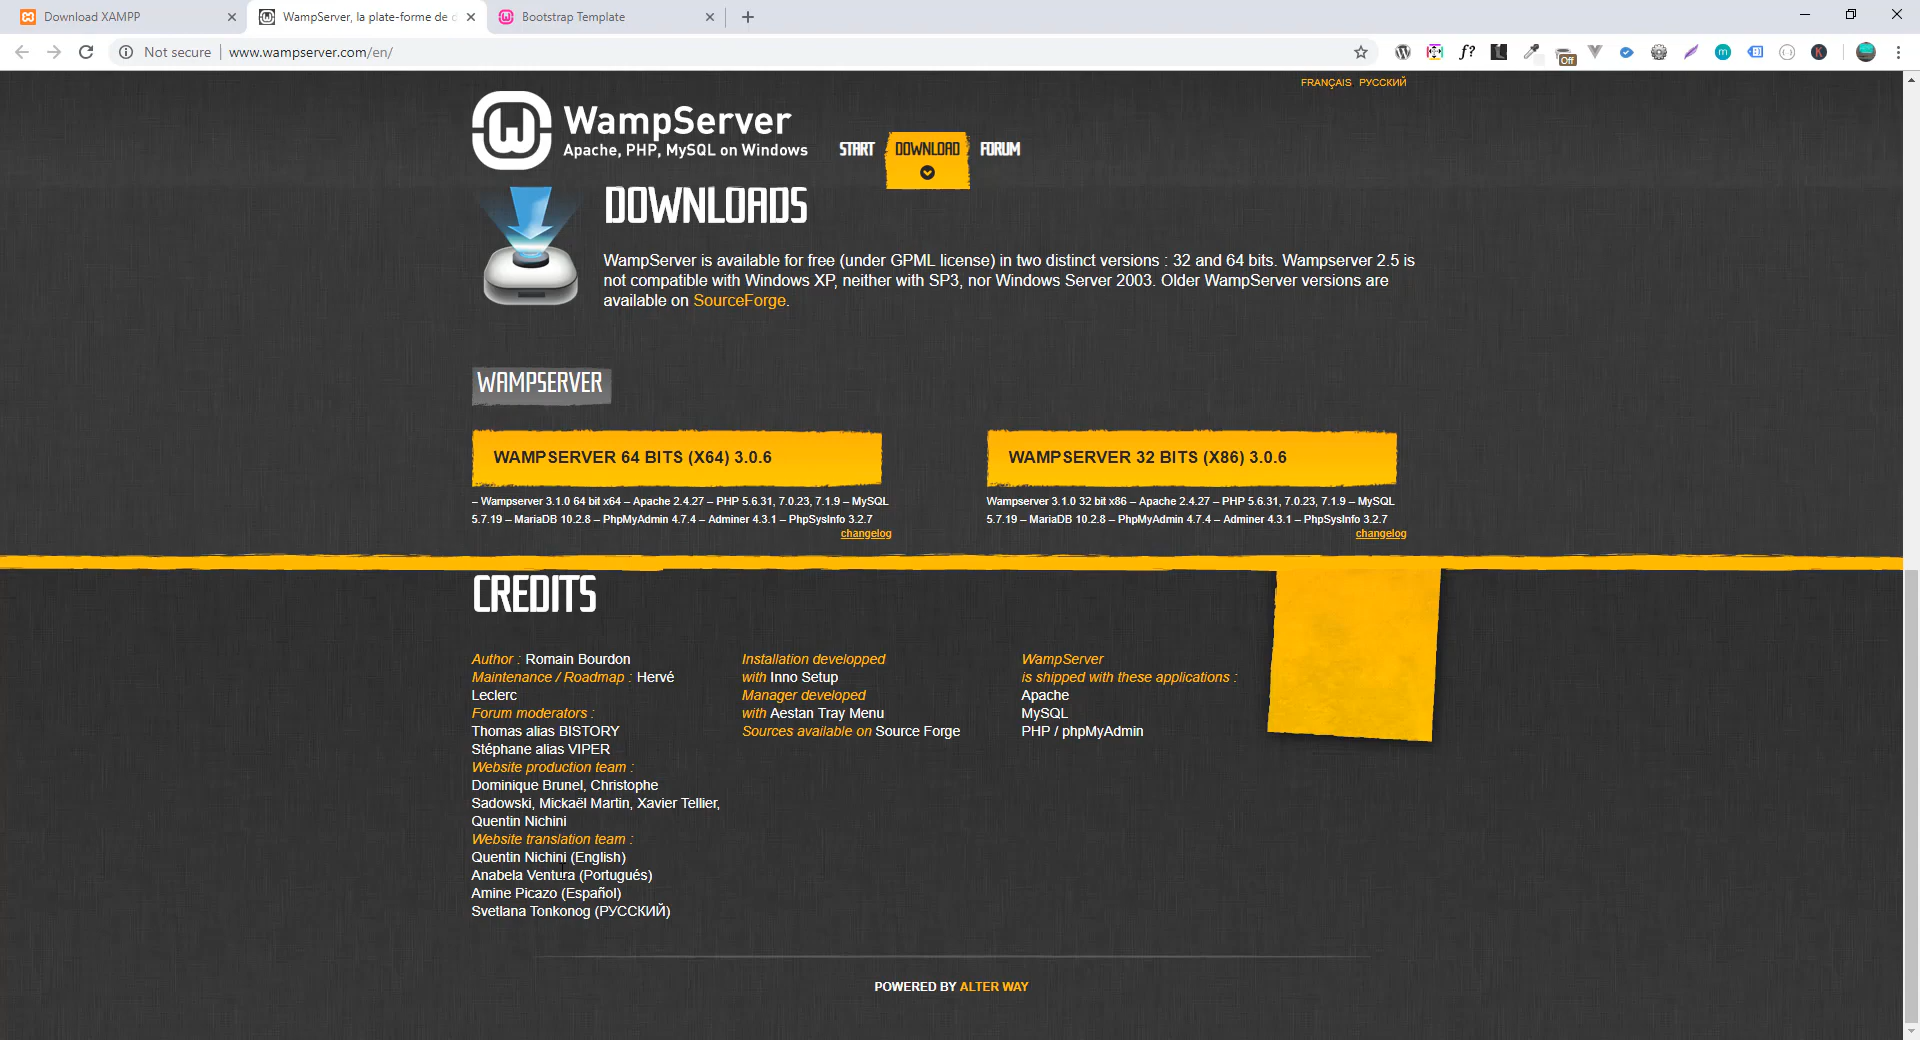 Download XAMPP
WampServer, la plate-forme de d
Bootstrap Template
Not secure
www.wampserver.com/en/
f?
Off
m
K
FRANÇAIS РУССКИЙ
WampServer
Apache, PHP, MySQL on Windows
START
DOWNLOAD
FORUM
DOWNLOADS
WampServer is available for free (under GPML license) in two distinct versions : 32 and 64 bits. Wampserver 2.5 is
not compatible with Windows XP, neither with SP3, nor Windows Server 2003. Older WampServer versions are
available on SourceForge.
WAMPSERVER
WAMPSERVER 64 BITS (X64) 3.0.6
– Wampserver 3.1.0 64 bit x64 – Apache 2.4.27 – PHP 5.6.31, 7.0.23, 7.1.9 – MySQL
5.7.19 – MariaDB 10.2.8 – PhpMyAdmin 4.7.4 – Adminer 4.3.1 – PhpSysInfo 3.2.7
changelog
WAMPSERVER 32 BITS (X86) 3.0.6
Wampserver 3.1.0 32 bit x86 – Apache 2.4.27 – PHP 5.6.31, 7.0.23, 7.1.9 – MySQL
5.7.19 – MariaDB 10.2.8 – PhpMyAdmin 4.7.4 – Adminer 4.3.1 – PhpSysInfo 3.2.7
changelog
CREDITS
Author : Romain Bourdon
Maintenance / Roadmap : Hervé
Leclerc
Forum moderators :
Thomas alias BISTORY
Stéphane alias VIPER
Website production team :
Dominique Brunel, Christophe
Sadowski, Mickaël Martin, Xavier Tellier,
Quentin Nichini
Website translation team :
Quentin Nichini (English)
Anabela Ventura (Portugués)
Amine Picazo (Español)
Svetlana Tonkonog (РУССКИЙ)
Installation developped
with Inno Setup
Manager developed
with Aestan Tray Menu
Sources available on Source Forge
WampServer
is shipped with these applications :
Apache
MySQL
PHP / phpMyAdmin
POWERED BY ALTER WAY